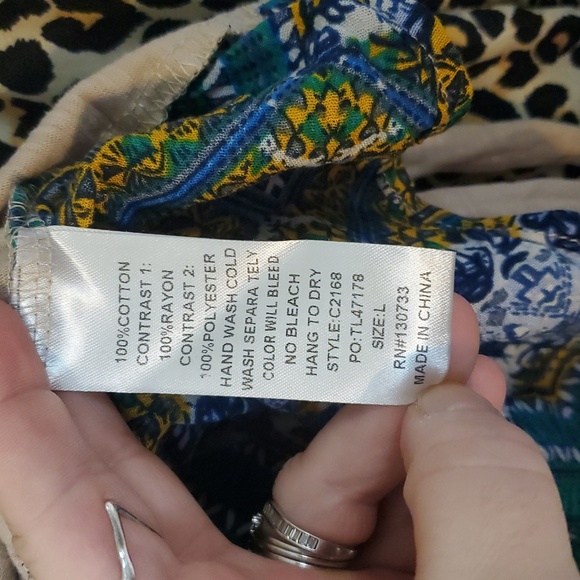 100%COTTON
CONTRAST 1:
100%RAYON
CONTRAST 2:
100%POLYESTER
HAND WASH COLD
WASH SEPARA TELY
COLOR WILL BLEED
NO BLEACH
HANG TO DRY
STYLE:C2168
PO:TL47178
SIZE:L
RN#130733
MADE IN CHINA